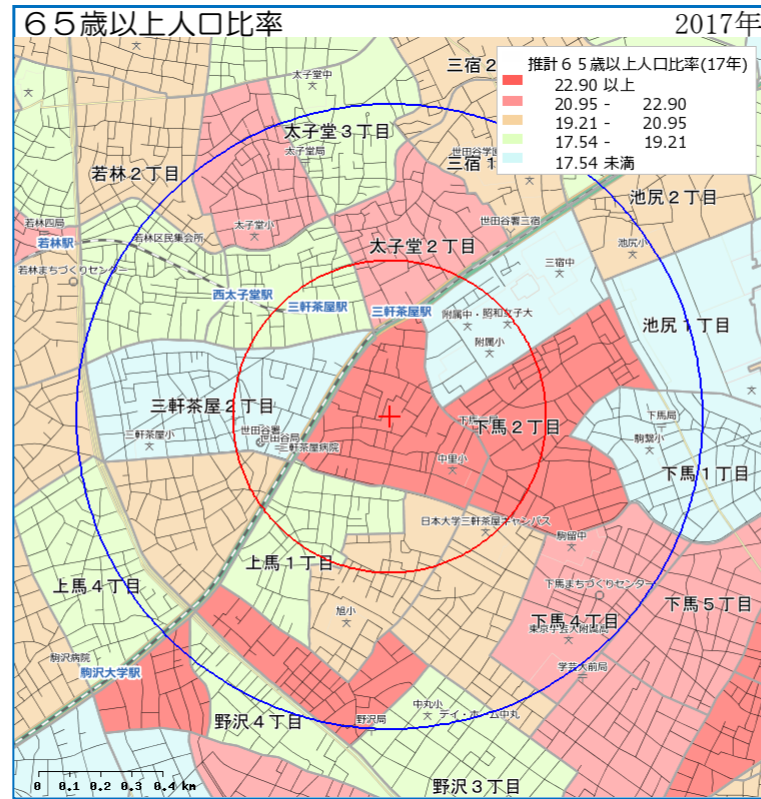 ６５歳以上人口比率
2017年
推計６５歳以上人口比率(17年)
22.90 以上
20.95 - 22.90
19.21 - 20.95
17.54 - 19.21
17.54 未満
三宿２
太子堂中
太子堂３丁目
太子堂局
世田谷学園
三宿１
若林２丁目
池尻２丁目
若林四局
太子堂小
世田谷署三宿
若林駅
若林区民集会所
太子堂２丁目
池尻小
若林まちづくりセンター
三宿中
西太子堂駅
三軒茶屋駅
三軒茶屋駅
附属中・昭和女子大
池尻１丁目
附属小
三軒茶屋２丁目
下馬局
三軒茶屋小
世田谷署
世田谷局
下馬２丁目
駒繋小
三軒茶屋病院
中里小
下馬１丁目
日本大学三軒茶屋キャンパス
駒留中
上馬１丁目
上馬４丁目
下馬まちづくりセンター
下馬５丁目
旭小
下馬４丁目
東京学芸大附属局
駒沢病院
学芸大前局
駒沢大学駅
中丸小
デイ・ホーム中丸
野沢４丁目
野沢局
野沢３丁目
0 0.1 0.2 0.3 0.4 km